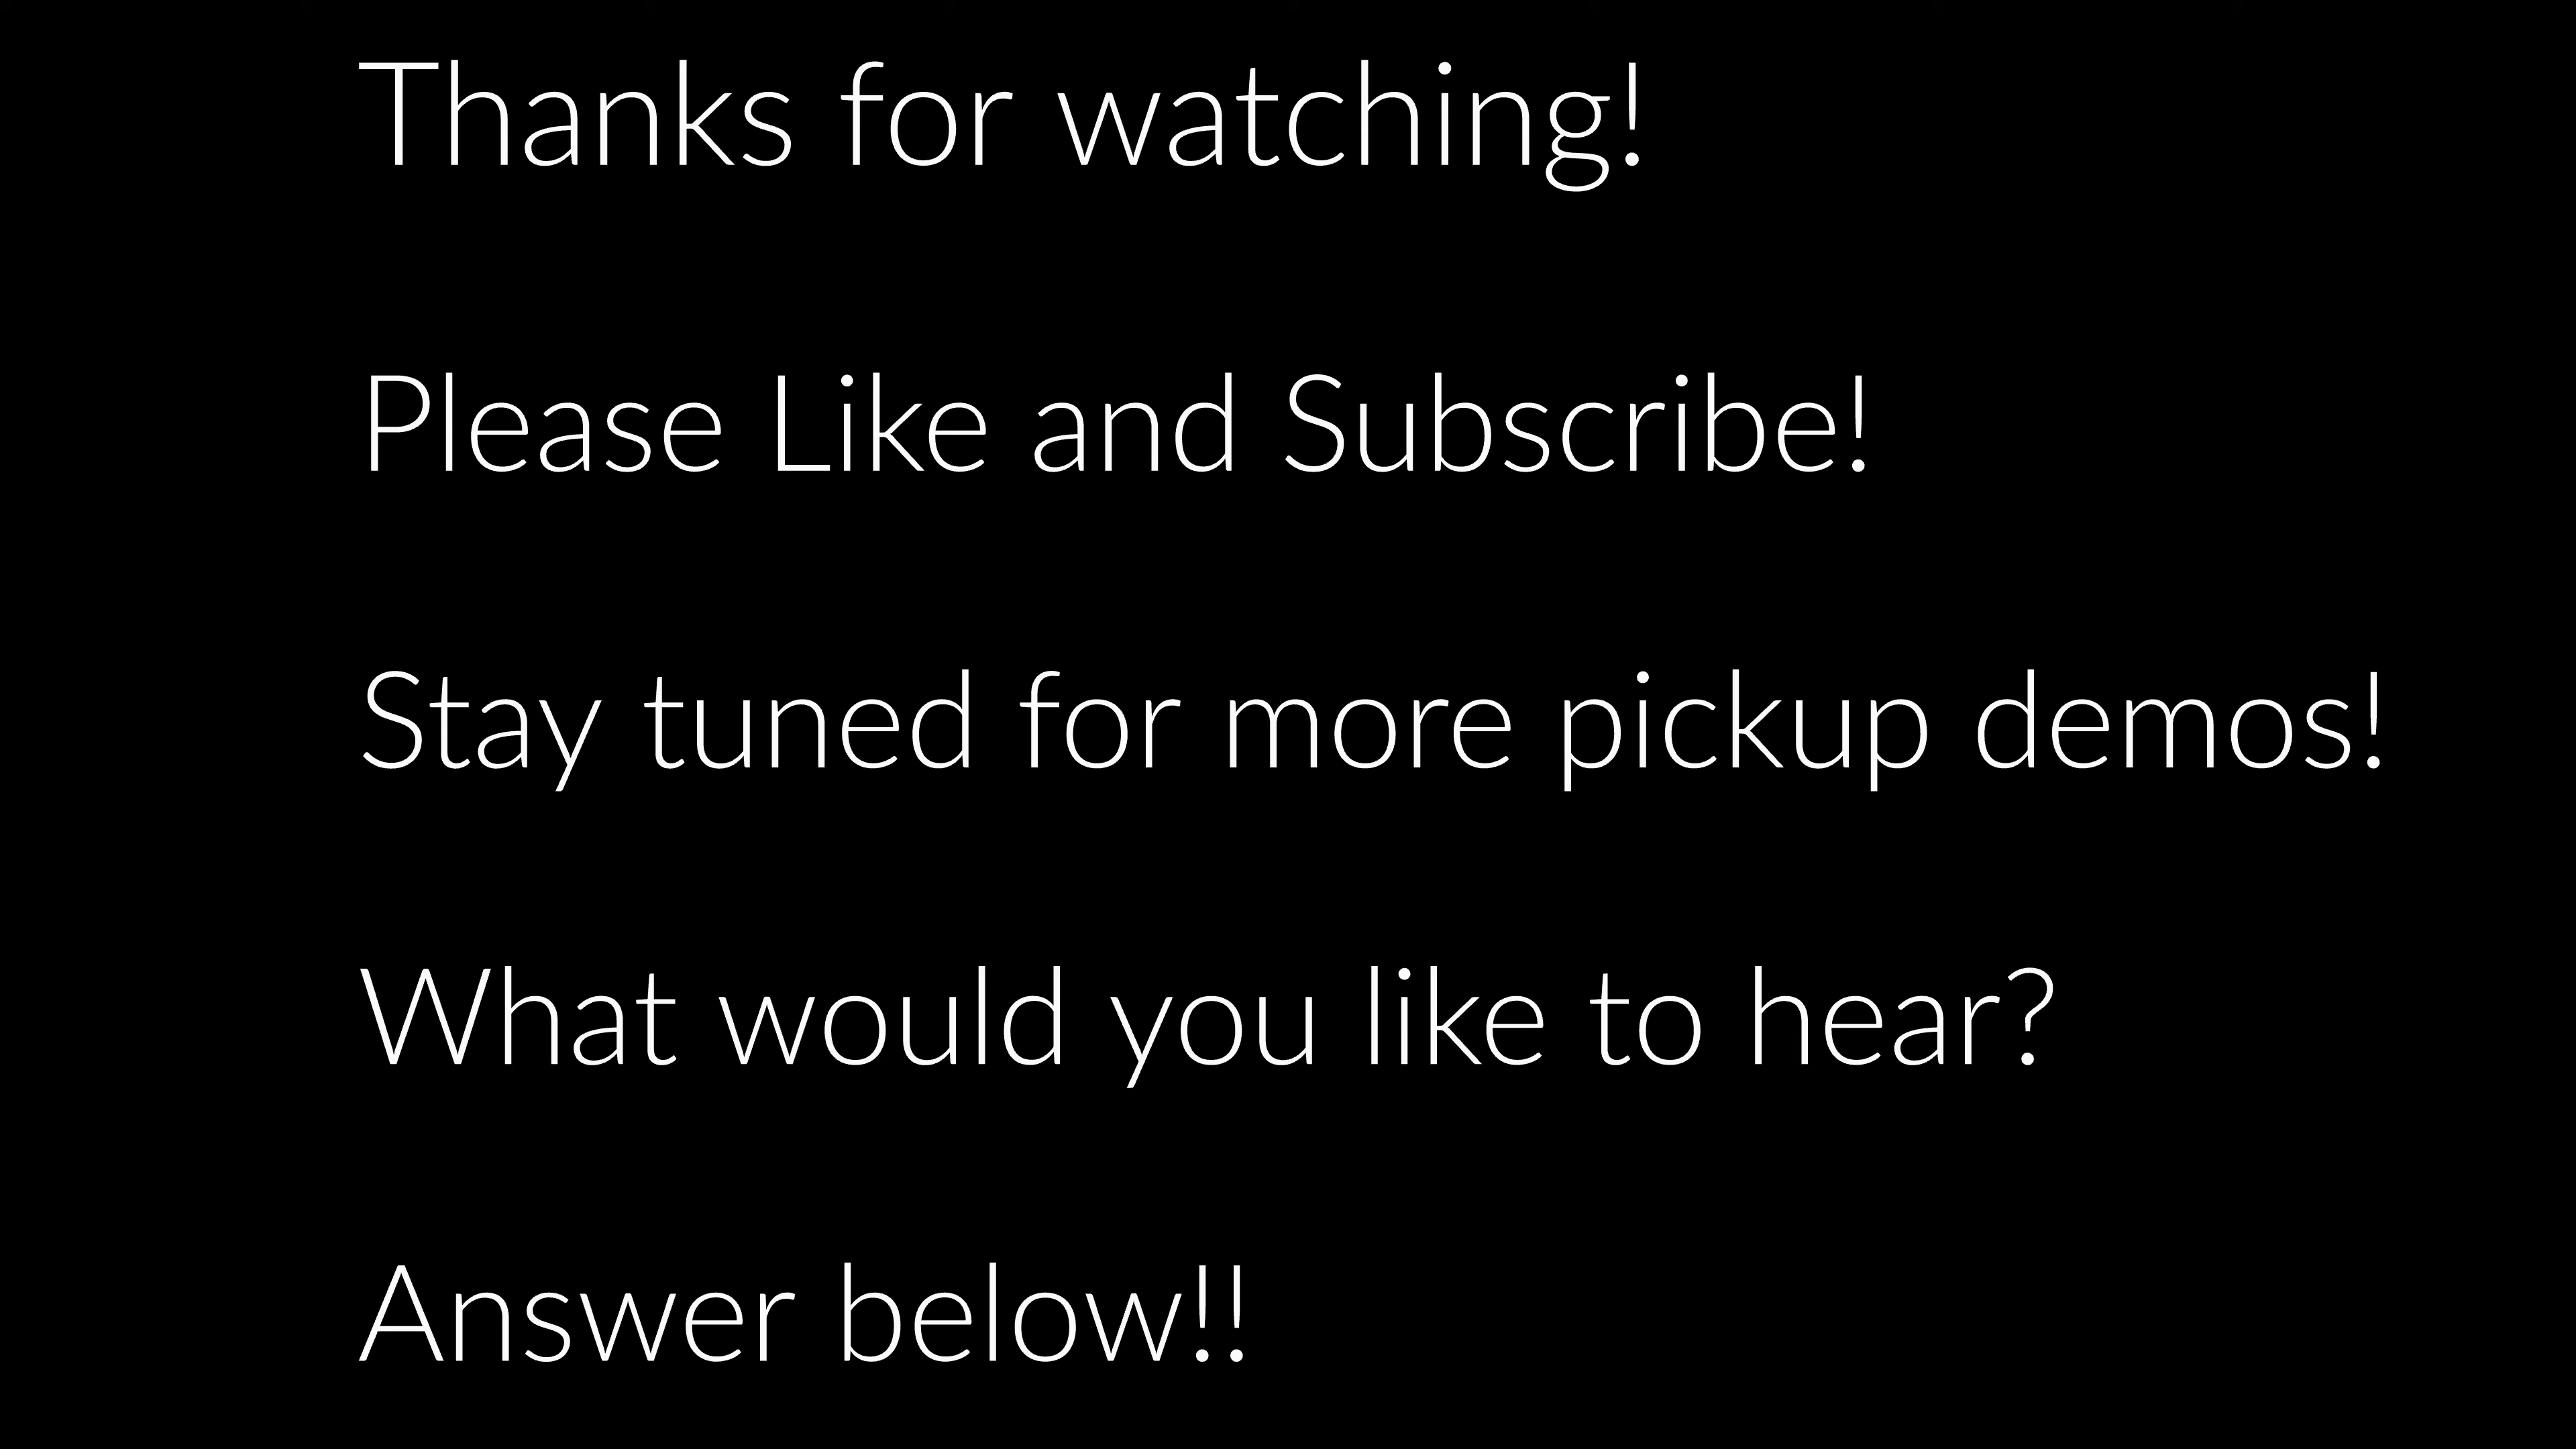 Thanks for watching!
Please Like and Subscribe!
Stay tuned for more pickup demos!
What would you like to hear?
Answer below!!